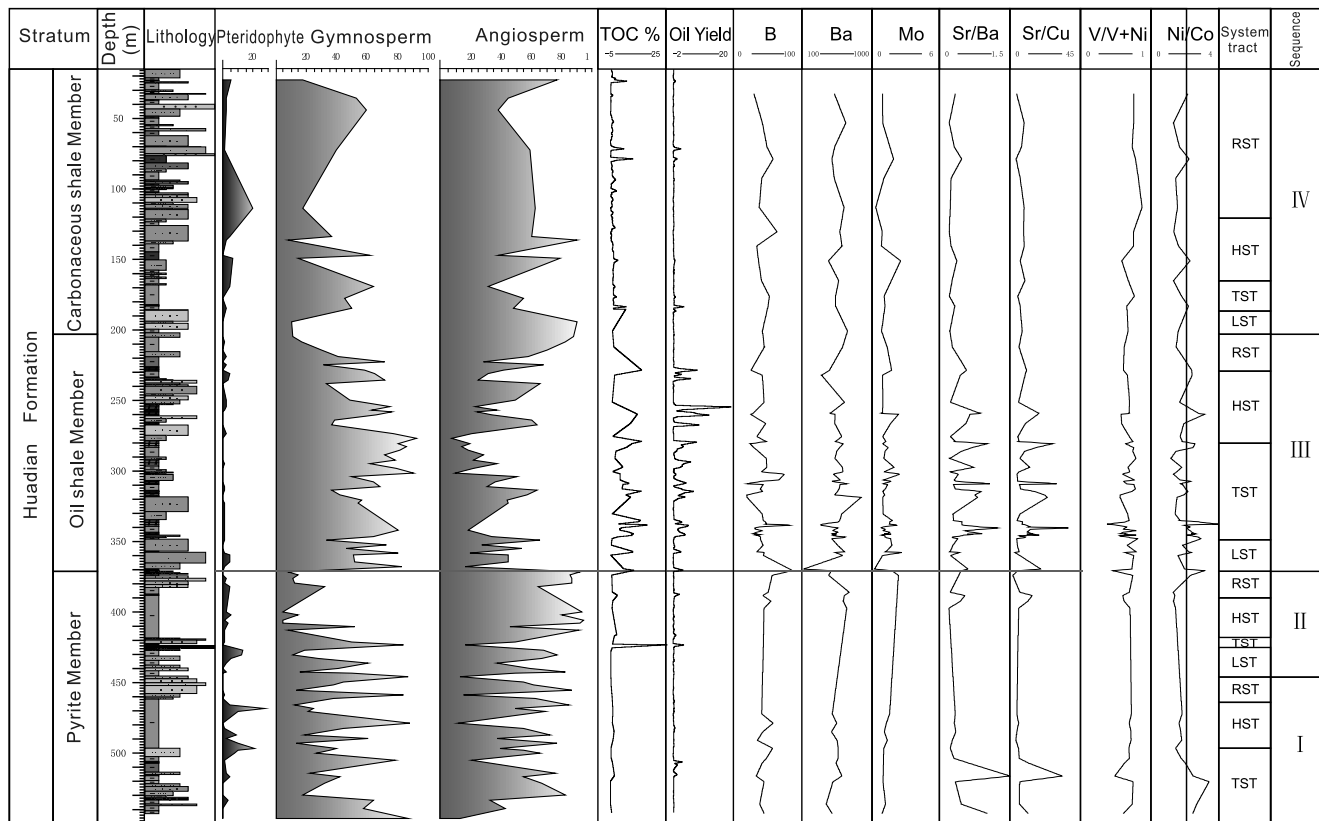 Stratum Depth (m) Lithology Pteridophyte Gymnosperm Angiosperm TOC % Oil Yield B Ba Mo Sr/Ba Sr/Cu V/V+Ni Ni/Co System tract Sequence
20 20 40 60 80 100 20 40 60 80 1 5 25 2 20 0 100 100 1000 0 6 0 1.5 0 45 0 1 0 4
Huadian Formation
Carbonaceous shale Member
Oil shale Member
Pyrite Member
50
100
150
200
250
300
350
400
450
500
RST
HST
TST
LST
RST
HST
TST
LST
RST
HST
TST
LST
RST
HST
TST
IV
III
II
I